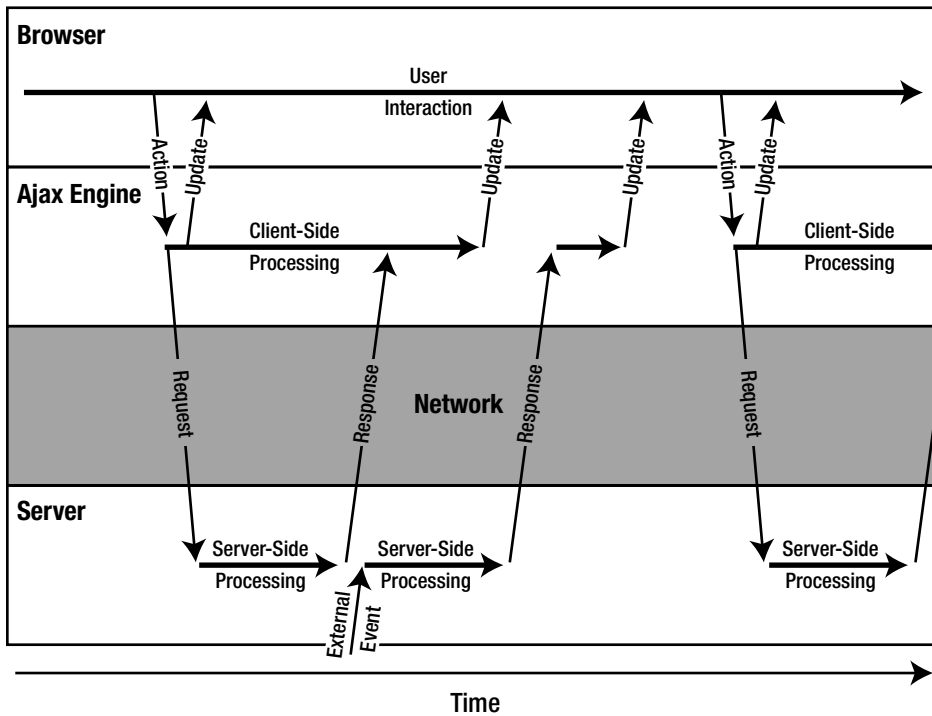 Browser
User
Interaction
Action
Update
Update
Update
Action
Update
Ajax Engine
Client-Side
Processing
Client-Side
Processing
Request
Response
Network
Response
Request
Server
Server-Side
Processing
Server-Side
Processing
Server-Side
Processing
External
Event
Time